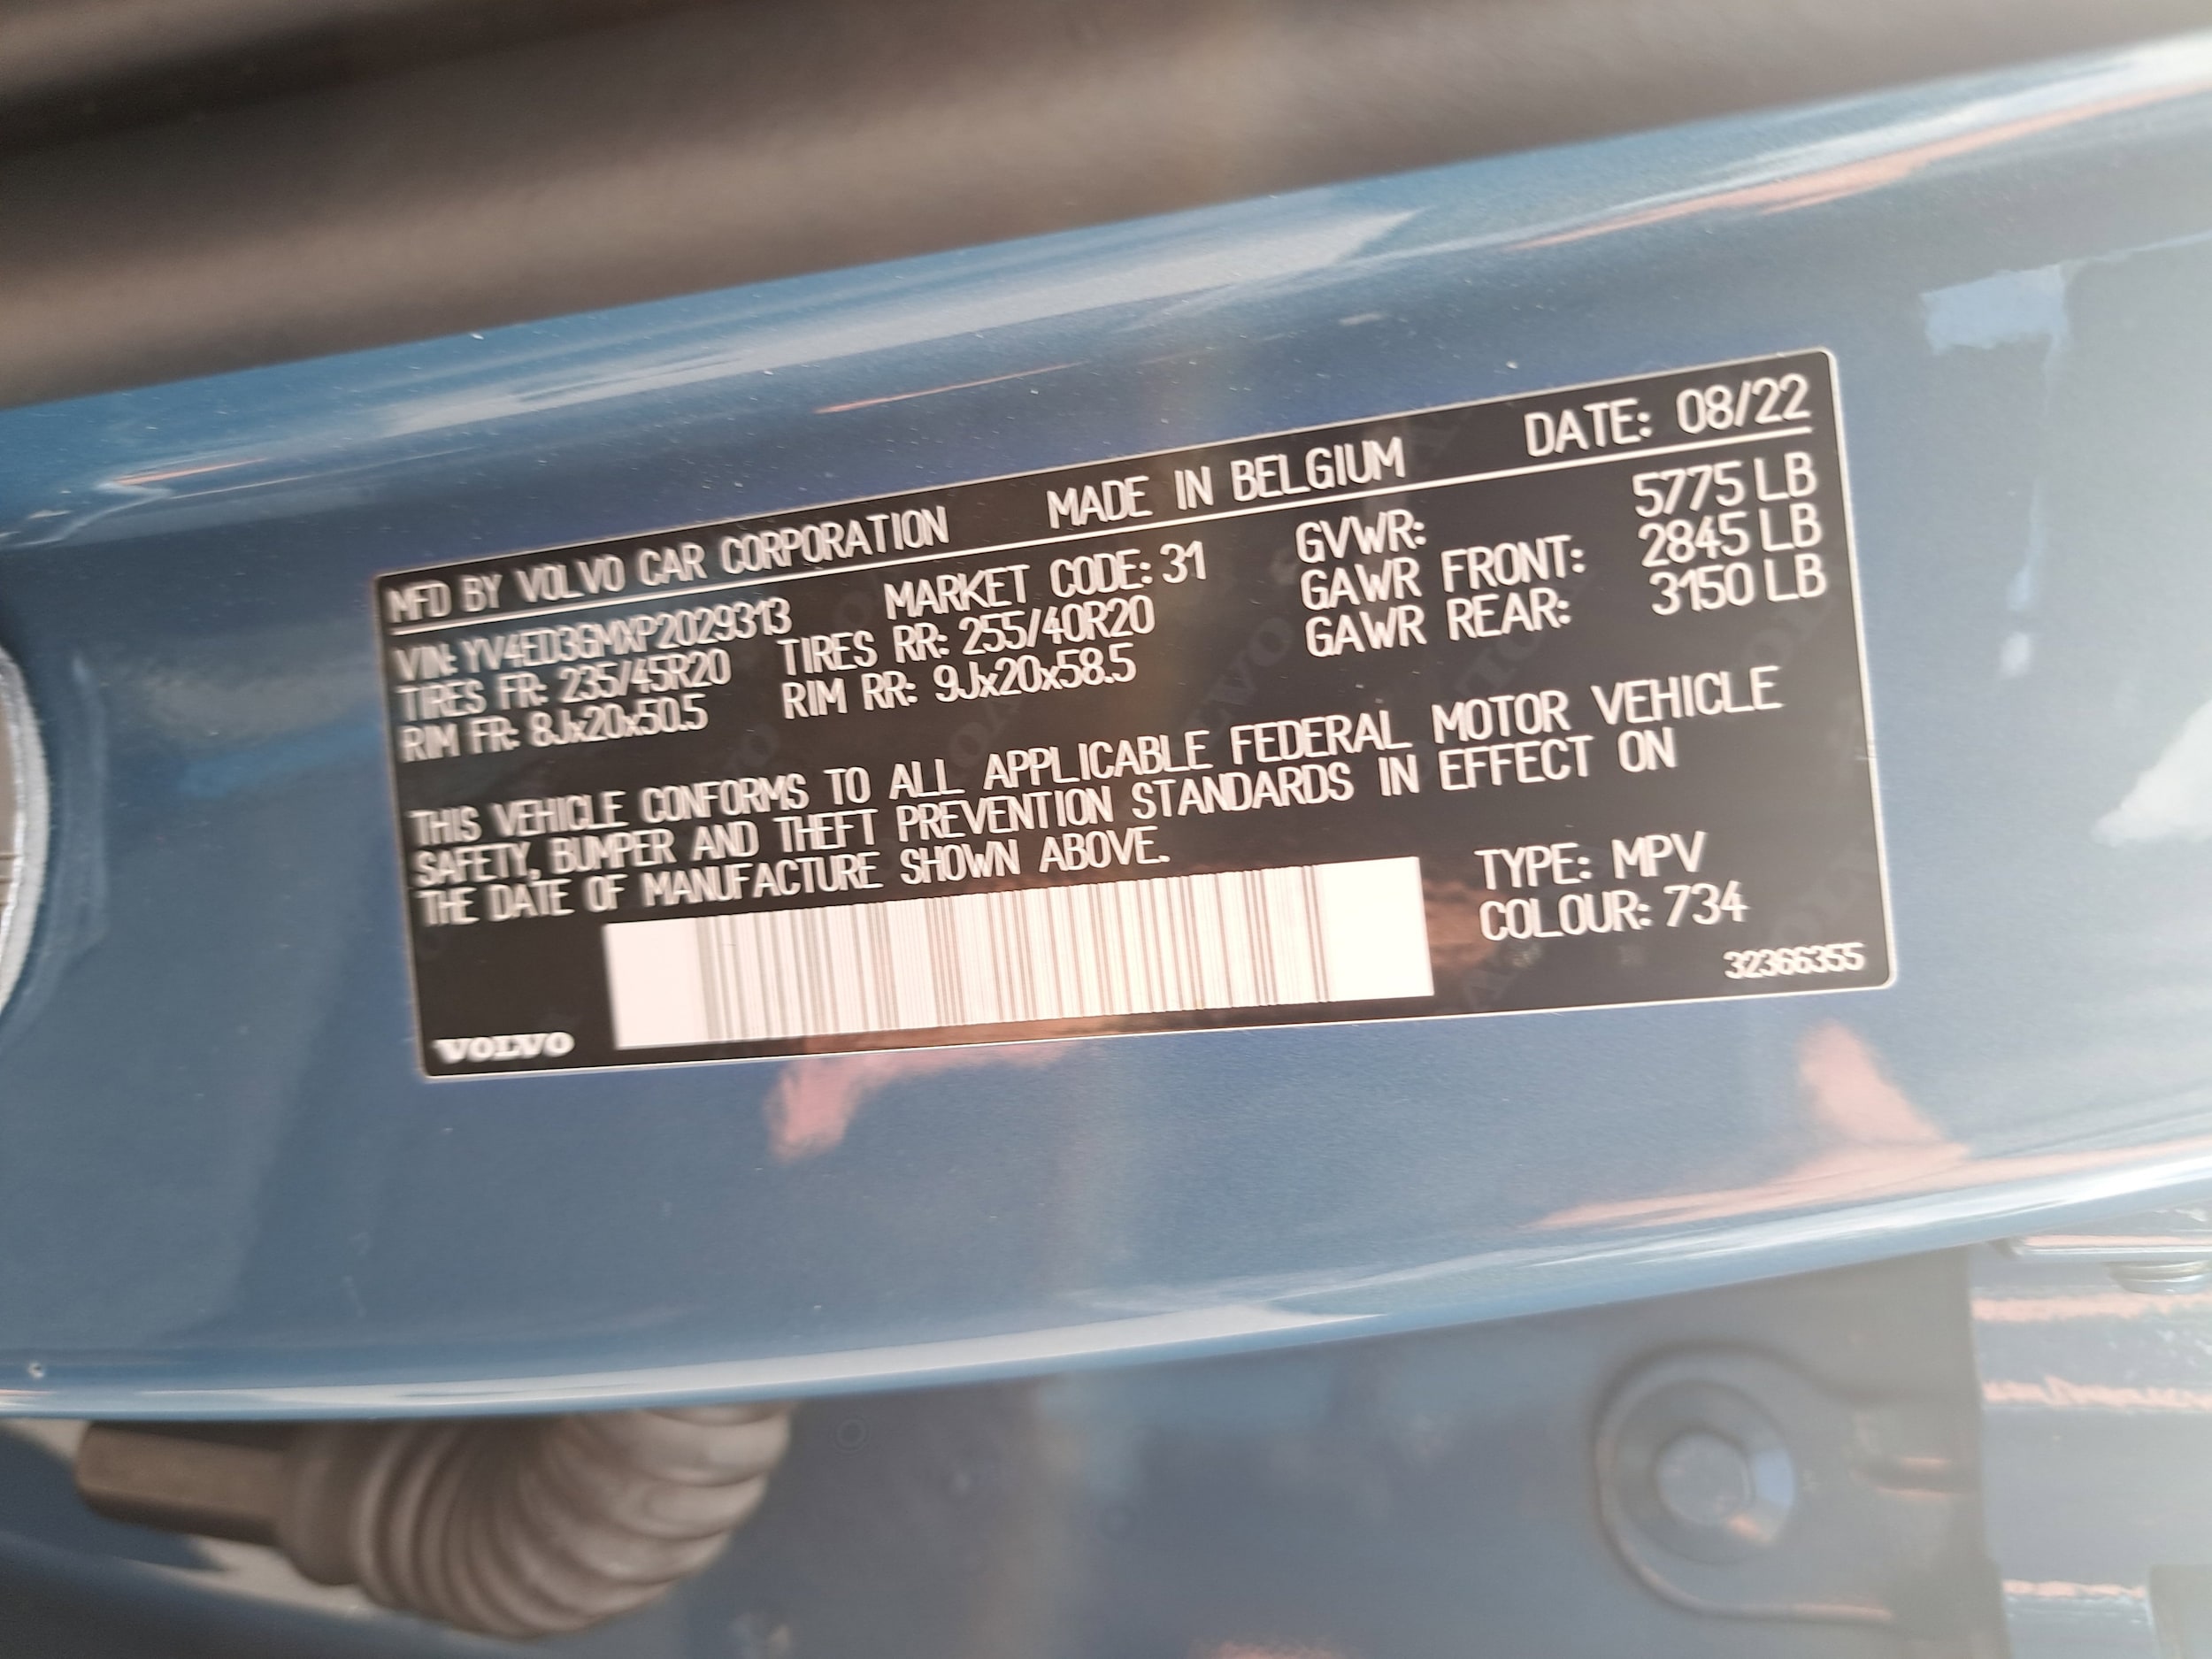 MFD BY VOLVO CAR CORPORATION MADE IN BELGIUM DATE: 08/22
VIN: YV4ED3GMXP2029313 MARKET CODE: 31 GVWR: 5775 LB
TIRES FR: 235/45R20 TIRES RR: 255/40R20 GAWR FRONT: 2845 LB
RIM FR: 8Jx20x50.5 RIM RR: 9Jx20x58.5 GAWR REAR: 3150 LB
THIS VEHICLE CONFORMS TO ALL APPLICABLE FEDERAL MOTOR VEHICLE
SAFETY, BUMPER AND THEFT PREVENTION STANDARDS IN EFFECT ON
THE DATE OF MANUFACTURE SHOWN ABOVE.
TYPE: MPV
COLOUR: 734
32366355
VOLVO